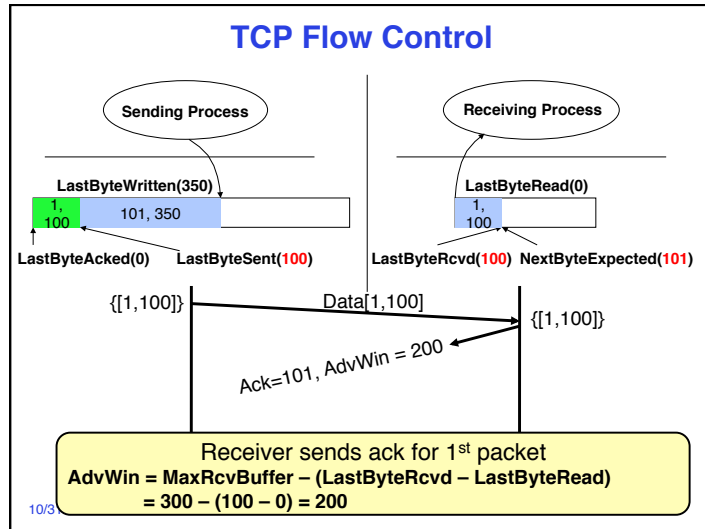 TCP Flow Control
Sending Process
Receiving Process
LastByteWritten(350)
LastByteRead(0)
1,
100
101, 350
1,
100
LastByteAcked(0)
LastByteSent(100)
LastByteRcvd(100)
NextByteExpected(101)
{[1,100]}
Data[1,100]
{[1,100]}
Ack=101, AdvWin = 200
Receiver sends ack for 1st packet
AdvWin = MaxRcvBuffer – (LastByteRcvd – LastByteRead)
= 300 – (100 – 0) = 200